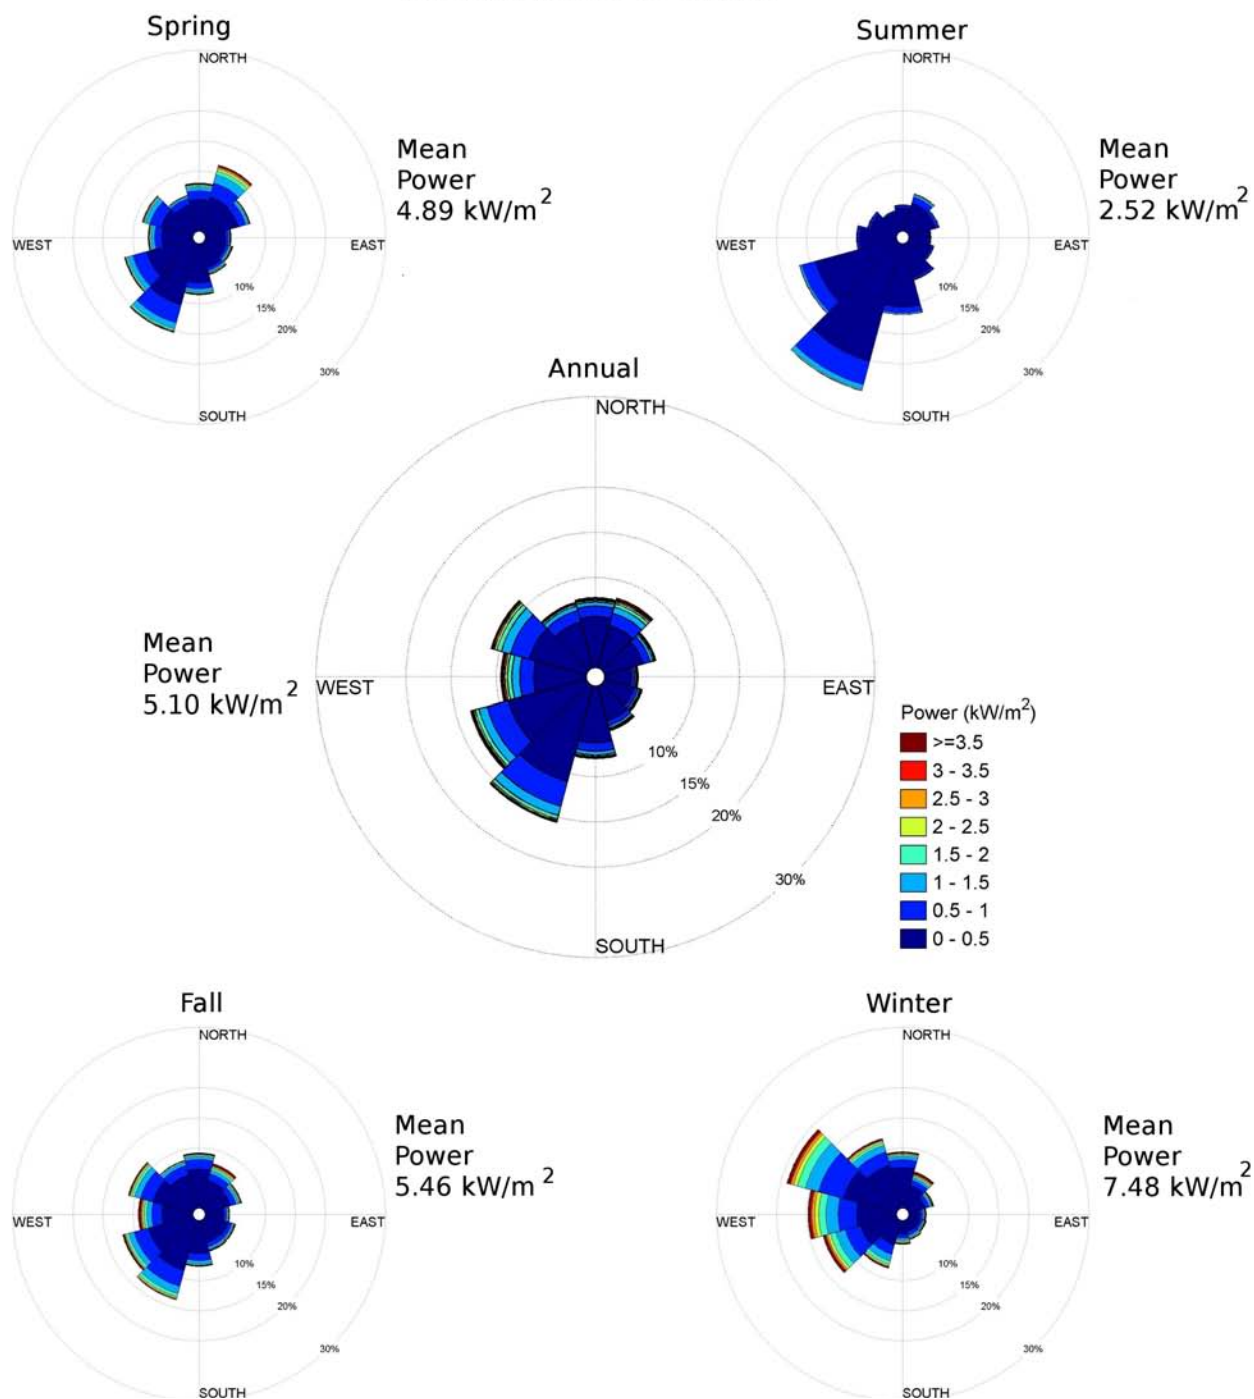 Spring
NORTH
Mean
Power
4.89 kW/m²
WEST
EAST
10%
15%
20%
30%
SOUTH
Summer
NORTH
Mean
Power
2.52 kW/m²
WEST
EAST
10%
15%
20%
30%
SOUTH
Annual
NORTH
Mean
Power
5.10 kW/m²
WEST
EAST
10%
15%
20%
30%
SOUTH
Power (kW/m²)
>=3.5
3 - 3.5
2.5 - 3
2 - 2.5
1.5 - 2
1 - 1.5
0.5 - 1
0 - 0.5
Fall
NORTH
Mean
Power
5.46 kW/m²
WEST
EAST
10%
15%
20%
30%
SOUTH
Winter
NORTH
Mean
Power
7.48 kW/m²
WEST
EAST
10%
15%
20%
30%
SOUTH